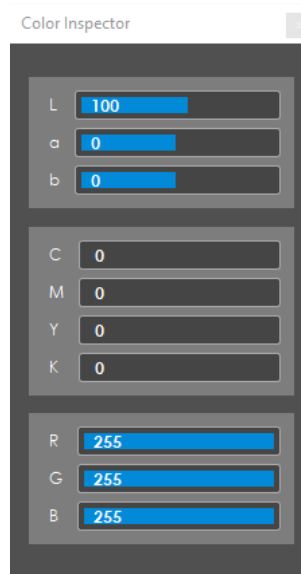 Color Inspector
L 100
a 0
b 0
C 0
M 0
Y 0
K 0
R 255
G 255
B 255